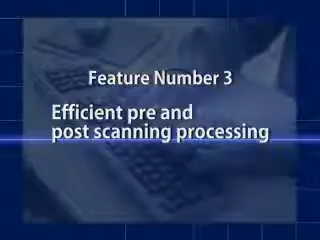 Feature Number 3
Efficient pre and
post scanning processing